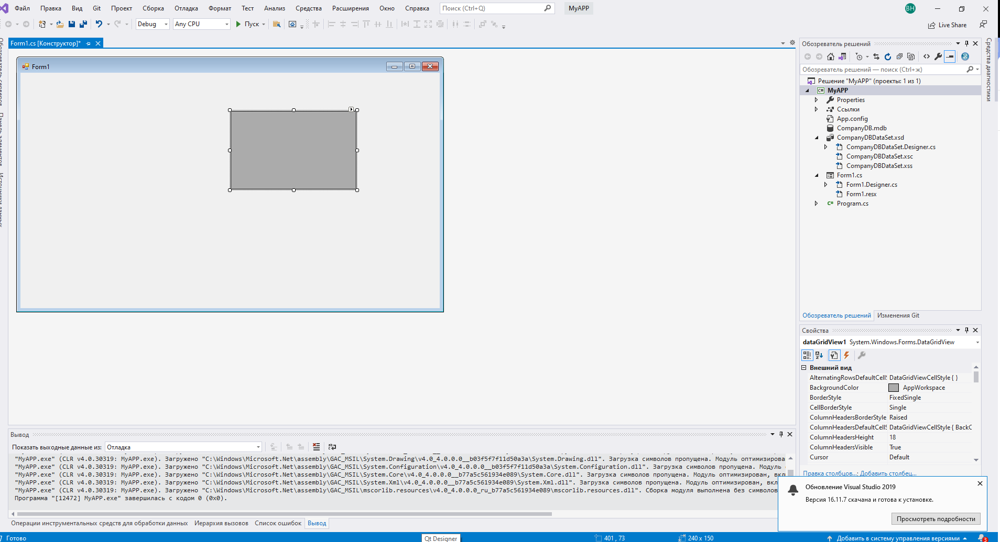 Файл Правка Вид Git Проект Сборка Отладка Формат Тест Анализ Средства Расширения Окно Справка Поиск (Ctrl+Q) MyAPP ВН
Debug Any CPU Пуск Live Share
Form1.cs [Конструктор]*
Form1
Обозреватель решений
Обозреватель решений — поиск (Ctrl+ж)
Решение "MyAPP" (проекты: 1 из 1)
C# MyAPP
Properties
Ссылки
App.config
CompanyDB.mdb
CompanyDBDataSet.xsd
CompanyDBDataSet.Designer.cs
CompanyDBDataSet.xsc
CompanyDBDataSet.xss
Form1.cs
Form1.Designer.cs
Form1.resx
C# Program.cs
Обозреватель решений Изменения Git
Средства диагностики
Свойства
dataGridView1 System.Windows.Forms.DataGridView
Внешний вид
AlternatingRowsDefaultCellS DataGridViewCellStyle { }
BackgroundColor AppWorkspace
BorderStyle FixedSingle
CellBorderStyle Single
ColumnHeadersBorderStyle Raised
ColumnHeadersDefaultCellS DataGridViewCellStyle { BackC
ColumnHeadersHeight 18
ColumnHeadersVisible True
Cursor Default
Правка столбцов...; Добавить столбец...
Вывод
Показать выходные данные из: Отладка
"MyAPP.exe" (CLR v4.0.30319: MyAPP.exe). Загружено "C:\Windows\Microsoft.Net\assembly\GAC_MSIL\System.Drawing\v4.0_4.0.0.0__b03f5f7f11d50a3a\System.Drawing.dll". Загрузка символов пропущена. Модуль оптимизирова
"MyAPP.exe" (CLR v4.0.30319: MyAPP.exe). Загружено "C:\Windows\Microsoft.Net\assembly\GAC_MSIL\System.Configuration\v4.0_4.0.0.0__b03f5f7f11d50a3a\System.Configuration.dll". Загрузка символов пропущена. Модуль
"MyAPP.exe" (CLR v4.0.30319: MyAPP.exe). Загружено "C:\Windows\Microsoft.Net\assembly\GAC_MSIL\System.Core\v4.0_4.0.0.0__b77a5c561934e089\System.Core.dll". Загрузка символов пропущена. Модуль оптимизирован, вкл
"MyAPP.exe" (CLR v4.0.30319: MyAPP.exe). Загружено "C:\Windows\Microsoft.Net\assembly\GAC_MSIL\System.Xml\v4.0_4.0.0.0__b77a5c561934e089\System.Xml.dll". Загрузка символов пропущена. Модуль оптимизирован, вкл
"MyAPP.exe" (CLR v4.0.30319: MyAPP.exe). Загружено "C:\Windows\Microsoft.Net\assembly\GAC_MSIL\mscorlib.resources\v4.0_4.0.0.0_ru_b77a5c561934e089\mscorlib.resources.dll". Сборка модуля выполнена без символов
Программа "[12472] MyAPP.exe" завершилась с кодом 0 (0x0).
Обновление Visual Studio 2019
Версия 16.11.7 скачана и готова к установке.
Просмотреть подробности
Операции инструментальных средств для обработки данных Иерархия вызовов Список ошибок Вывод
Готово Qt Designer 401 , 73 240 x 150 Добавить в систему управления версиями 3